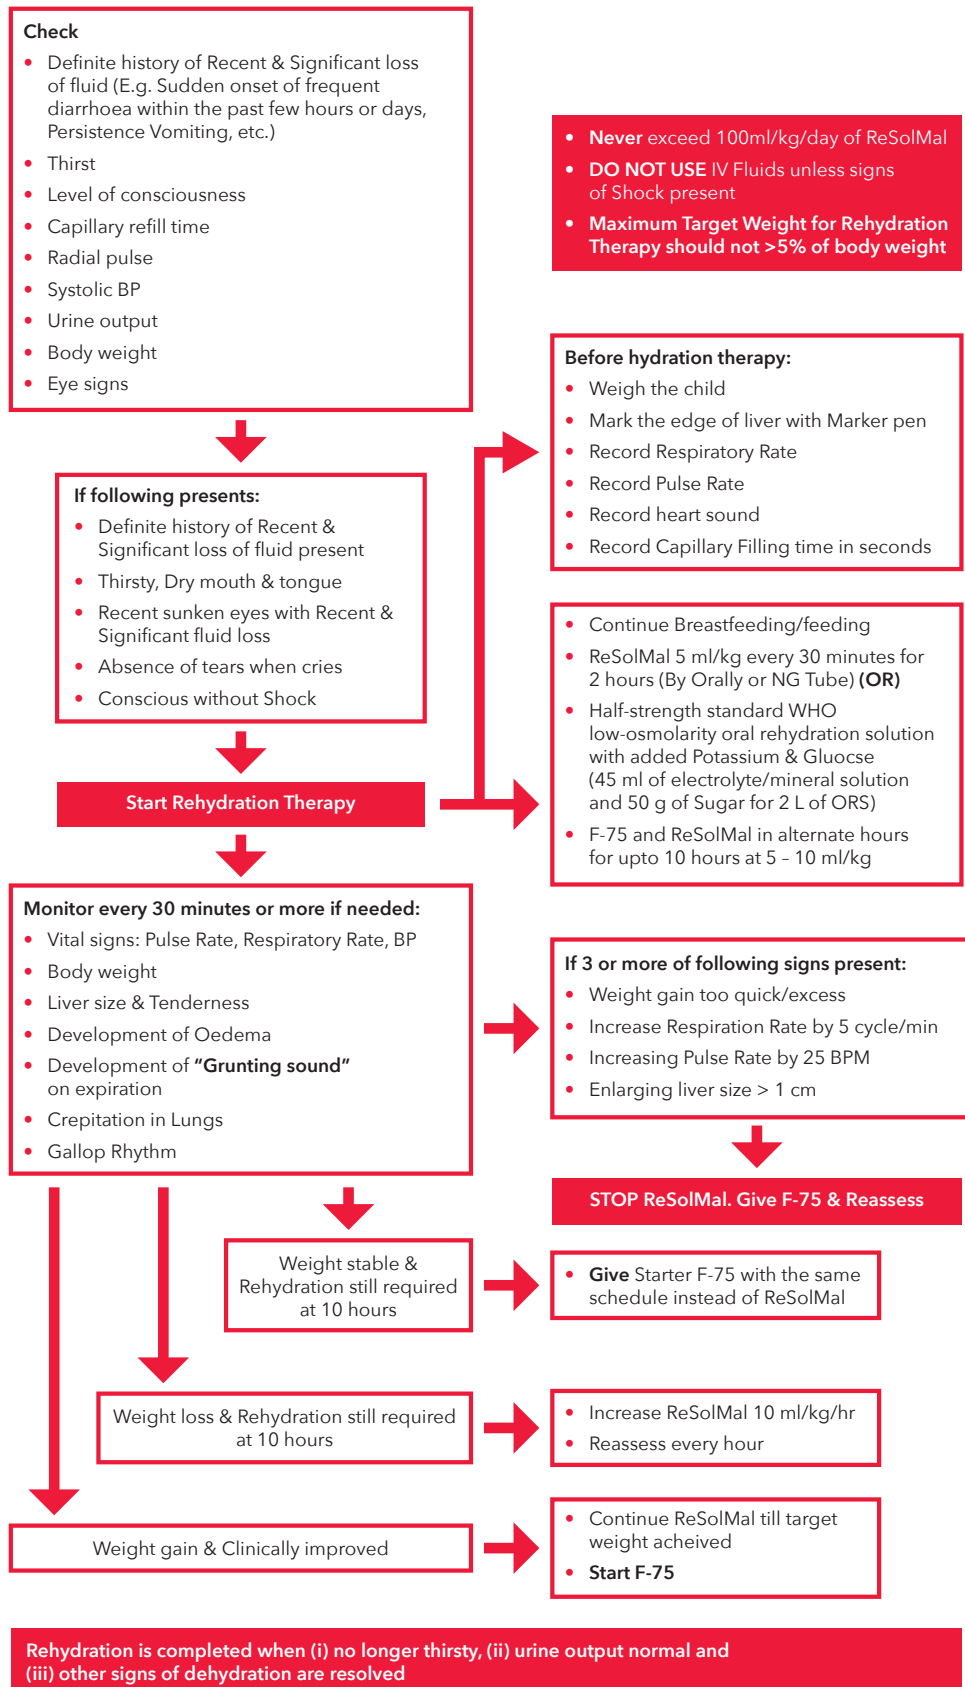 Check
• Definite history of Recent & Significant loss
of fluid (E.g. Sudden onset of frequent
diarrhoea within the past few hours or days,
Persistence Vomiting, etc.)
• Thirst
• Level of consciousness
• Capillary refill time
• Radial pulse
• Systolic BP
• Urine output
• Body weight
• Eye signs
• Never exceed 100ml/kg/day of ReSolMal
• DO NOT USE IV Fluids unless signs
of Shock present
• Maximum Target Weight for Rehydration
Therapy should not >5% of body weight
If following presents:
• Definite history of Recent &
Significant loss of fluid present
• Thirsty, Dry mouth & tongue
• Recent sunken eyes with Recent &
Significant fluid loss
• Absence of tears when cries
• Conscious without Shock
Before hydration therapy:
• Weigh the child
• Mark the edge of liver with Marker pen
• Record Respiratory Rate
• Record Pulse Rate
• Record heart sound
• Record Capillary Filling time in seconds
Start Rehydration Therapy
• Continue Breastfeeding/feeding
• ReSolMal 5 ml/kg every 30 minutes for
2 hours (By Orally or NG Tube) (OR)
• Half-strength standard WHO
low-osmolarity oral rehydration solution
with added Potassium & Gluocse
(45 ml of electrolyte/mineral solution
and 50 g of Sugar for 2 L of ORS)
• F-75 and ReSolMal in alternate hours
for upto 10 hours at 5 – 10 ml/kg
Monitor every 30 minutes or more if needed:
• Vital signs: Pulse Rate, Respiratory Rate, BP
• Body weight
• Liver size & Tenderness
• Development of Oedema
• Development of "Grunting sound"
on expiration
• Crepitation in Lungs
• Gallop Rhythm
If 3 or more of following signs present:
• Weight gain too quick/excess
• Increase Respiration Rate by 5 cycle/min
• Increasing Pulse Rate by 25 BPM
• Enlarging liver size > 1 cm
STOP ReSolMal. Give F-75 & Reassess
Weight stable &
Rehydration still required
at 10 hours
• Give Starter F-75 with the same
schedule instead of ReSolMal
Weight loss & Rehydration still required
at 10 hours
• Increase ReSolMal 10 ml/kg/hr
• Reassess every hour
Weight gain & Clinically improved
• Continue ReSolMal till target
weight acheived
• Start F-75
Rehydration is completed when (i) no longer thirsty, (ii) urine output normal and
(iii) other signs of dehydration are resolved